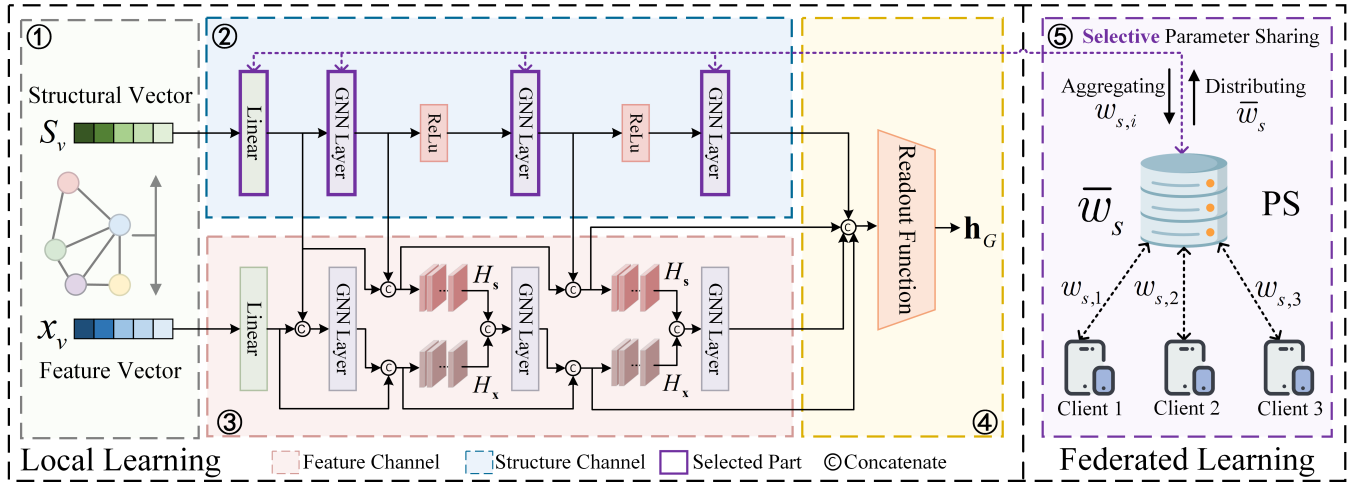 ①
Structural Vector
S_v
x_v
Feature Vector
②
Linear
GNN Layer
ReLu
GNN Layer
ReLu
GNN Layer
③
Linear
C
GNN Layer
C
C
...
H_s
...
H_x
C
GNN Layer
C
C
...
H_s
...
H_x
C
GNN Layer
④
C
Readout Function
h_G
⑤ Selective Parameter Sharing
Aggregating
w_{s,i}
Distributing
w̅_s
w̅_s
PS
w_{s,1}
w_{s,2}
w_{s,3}
Client 1
Client 2
Client 3
Local Learning
Feature Channel
Structure Channel
Selected Part
© Concatenate
Federated Learning